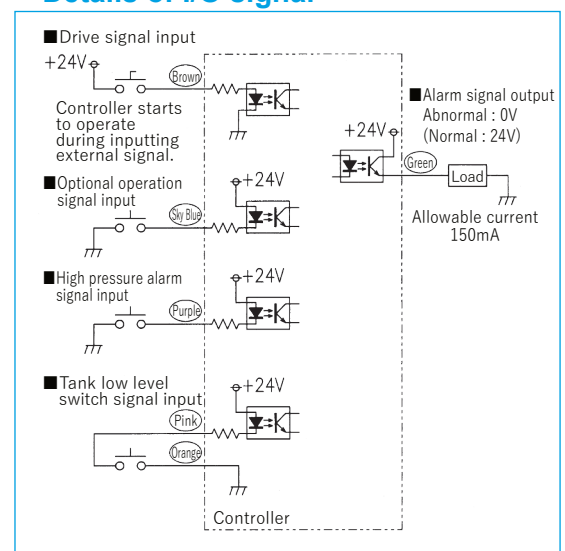 Details of I/O signal
■Drive signal input
+24V
Brown
Controller starts
to operate
during inputting
external signal.
■Optional operation
signal input
+24V
Sky Blue
■High pressure alarm
signal input
+24V
Purple
■Tank low level
switch signal input
+24V
Pink
Orange
Controller
+24V
Green
Load
■Alarm signal output
Abnormal : 0V
(Normal : 24V)
Allowable current
150mA